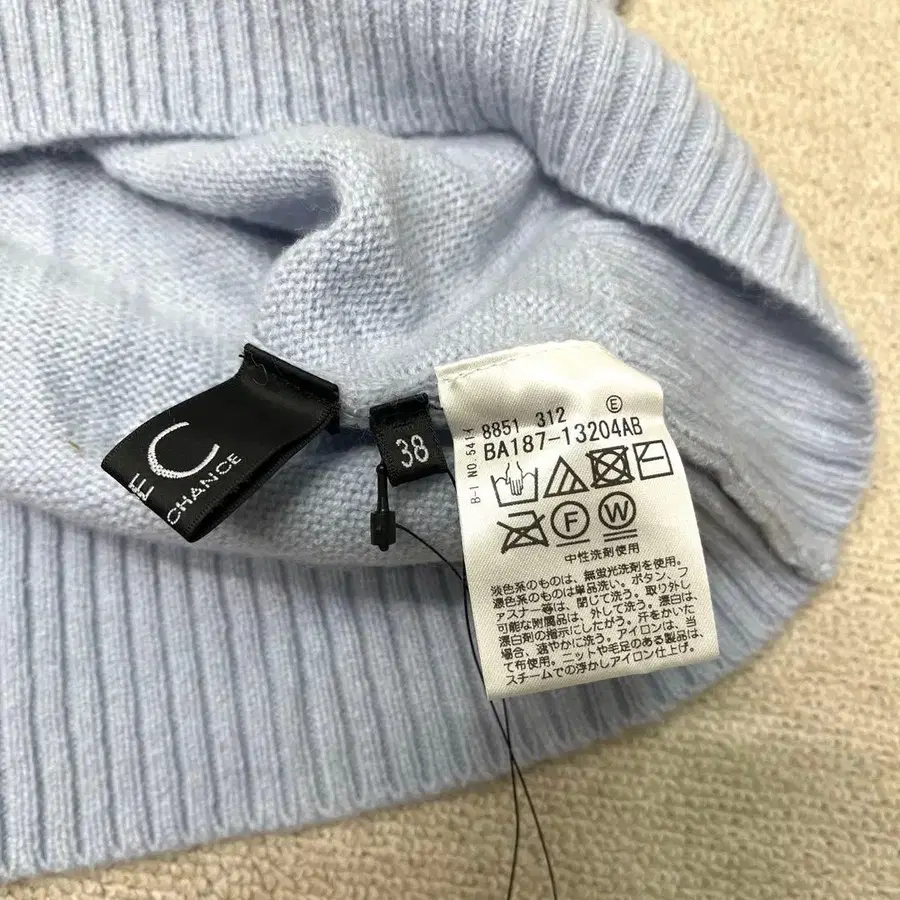 E C
CHANCE
38
B-I NO.
8851 312 Ⓔ
BA187-13204AB
F
W
中性洗剤使用
淡色系のものは、無蛍光洗剤を使用。
濃色系のものは単品洗い。ボタン、フ
ァスナー等は、閉じて洗う。取り外し
可能な附属品は、外して洗う。漂白は、
漂白剤の指示にしたがう。汗をかいた
場合、速やかに洗う。アイロンは、当
て布使用。ニットや毛足のある製品は、
スチームでの浮かしアイロン仕上げ。